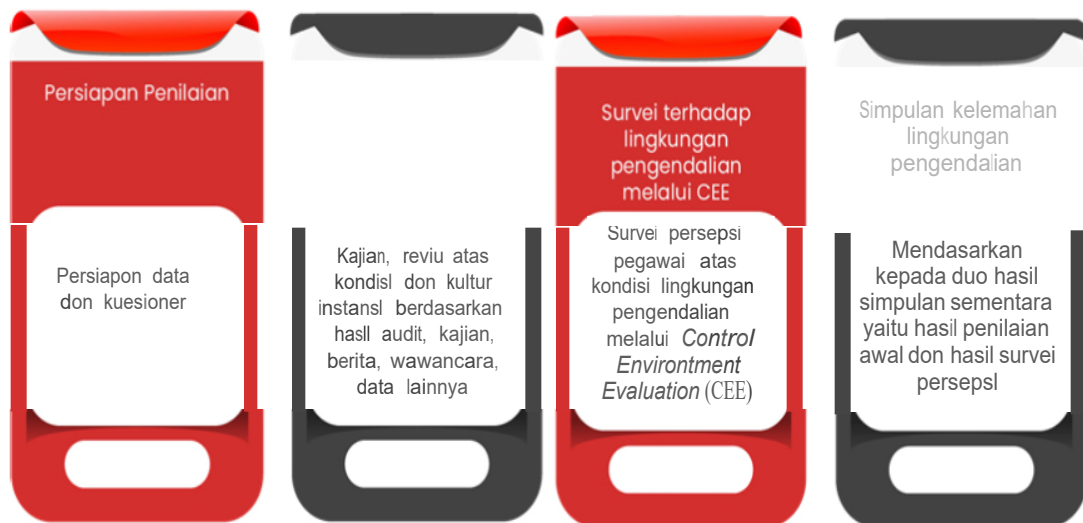 Persiapan Penilaian
Persiapon data
don kuesioner
Kajian, reviu atas
kondisl don kultur
instansl berdasarkan
hasll audit, kajian,
berita, wawancara,
data lainnya
Survei terhadap
lingkungan
pengendalian
melalui CEE
Survei persepsi
pegawai atas
kondisi lingkungan
pengendalian
melalui Control
Environtment
Evaluation (CEE)
Simpulan kelemahan
lingkungan
pengendalian
Mendasarkan
kepada duo hasil
simpulan sementara
yaitu hasil penilaian
awal don hasil survei
persepsl